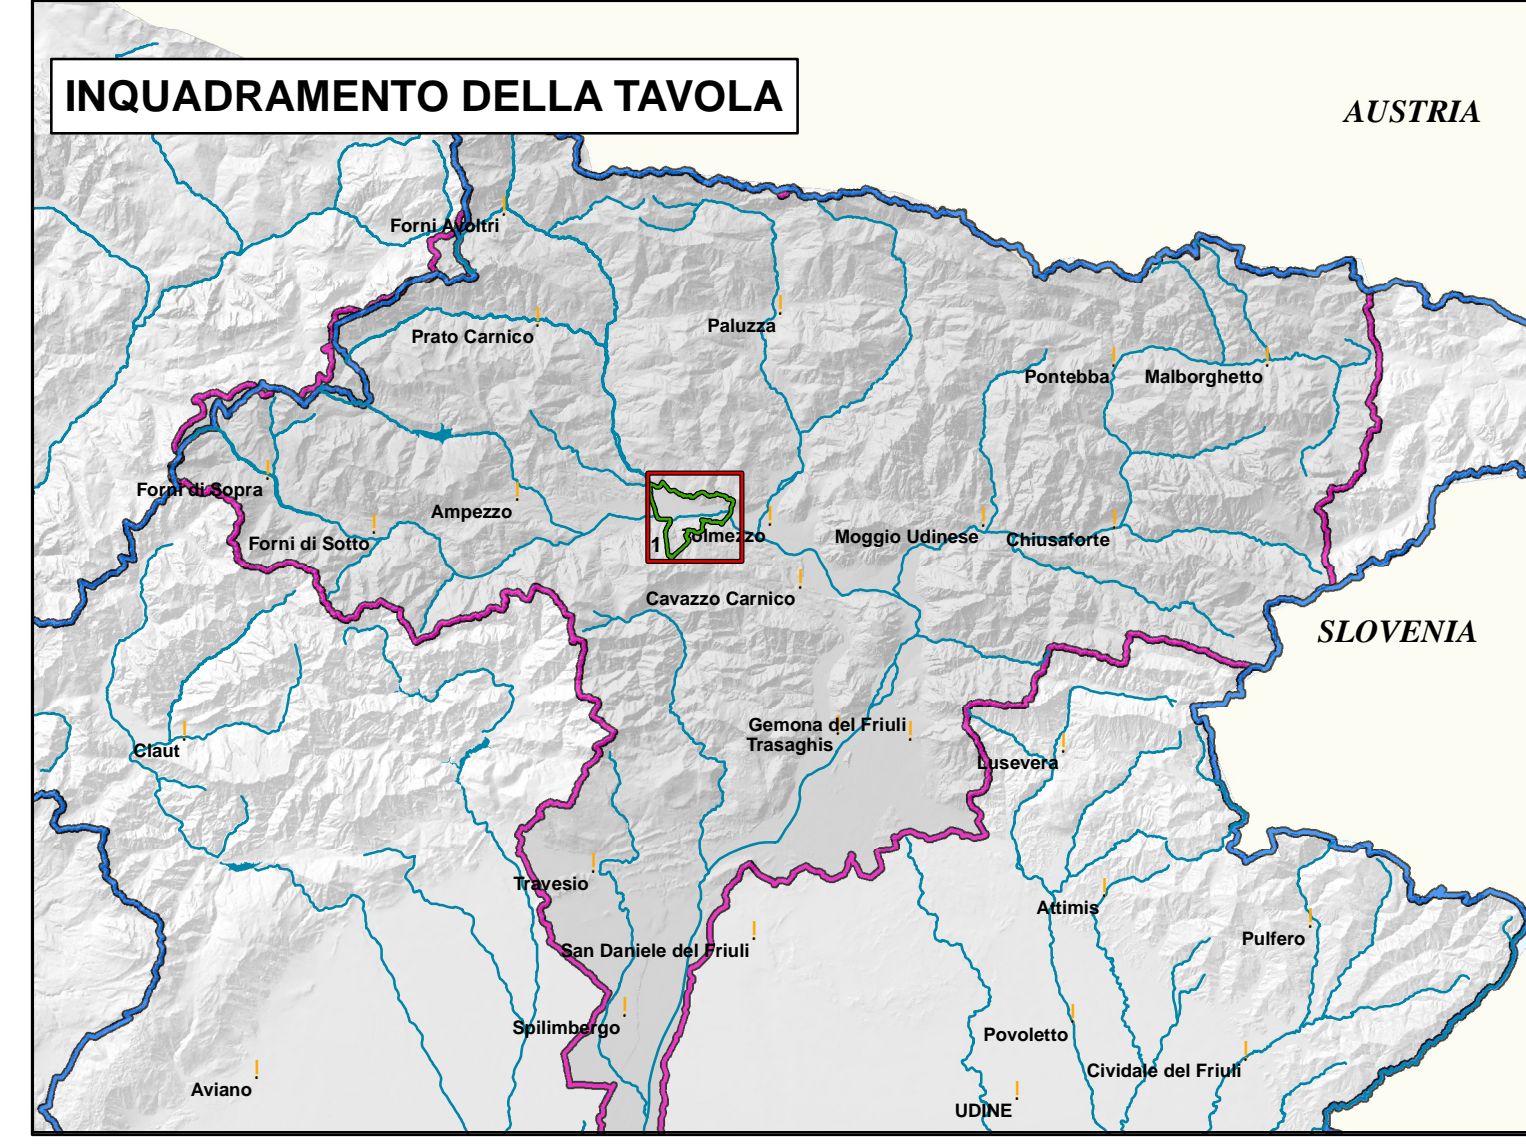 INQUADRAMENTO DELLA TAVOLA
AUSTRIA
Forni Avoltri
Prato Carnico
Paluzza
Pontebba
Malborghetto
Forni di Sopra
Ampezzo
Forni di Sotto
1
Tolmezzo
Moggio Udinese
Chiusaforte
Cavazzo Carnico
SLOVENIA
Claut
Gemona del Friuli
Trasaghis
Lusevera
Travesio
Attimis
San Daniele del Friuli
Pulfero
Spilimbergo
Povoletto
Cividale del Friuli
Aviano
UDINE